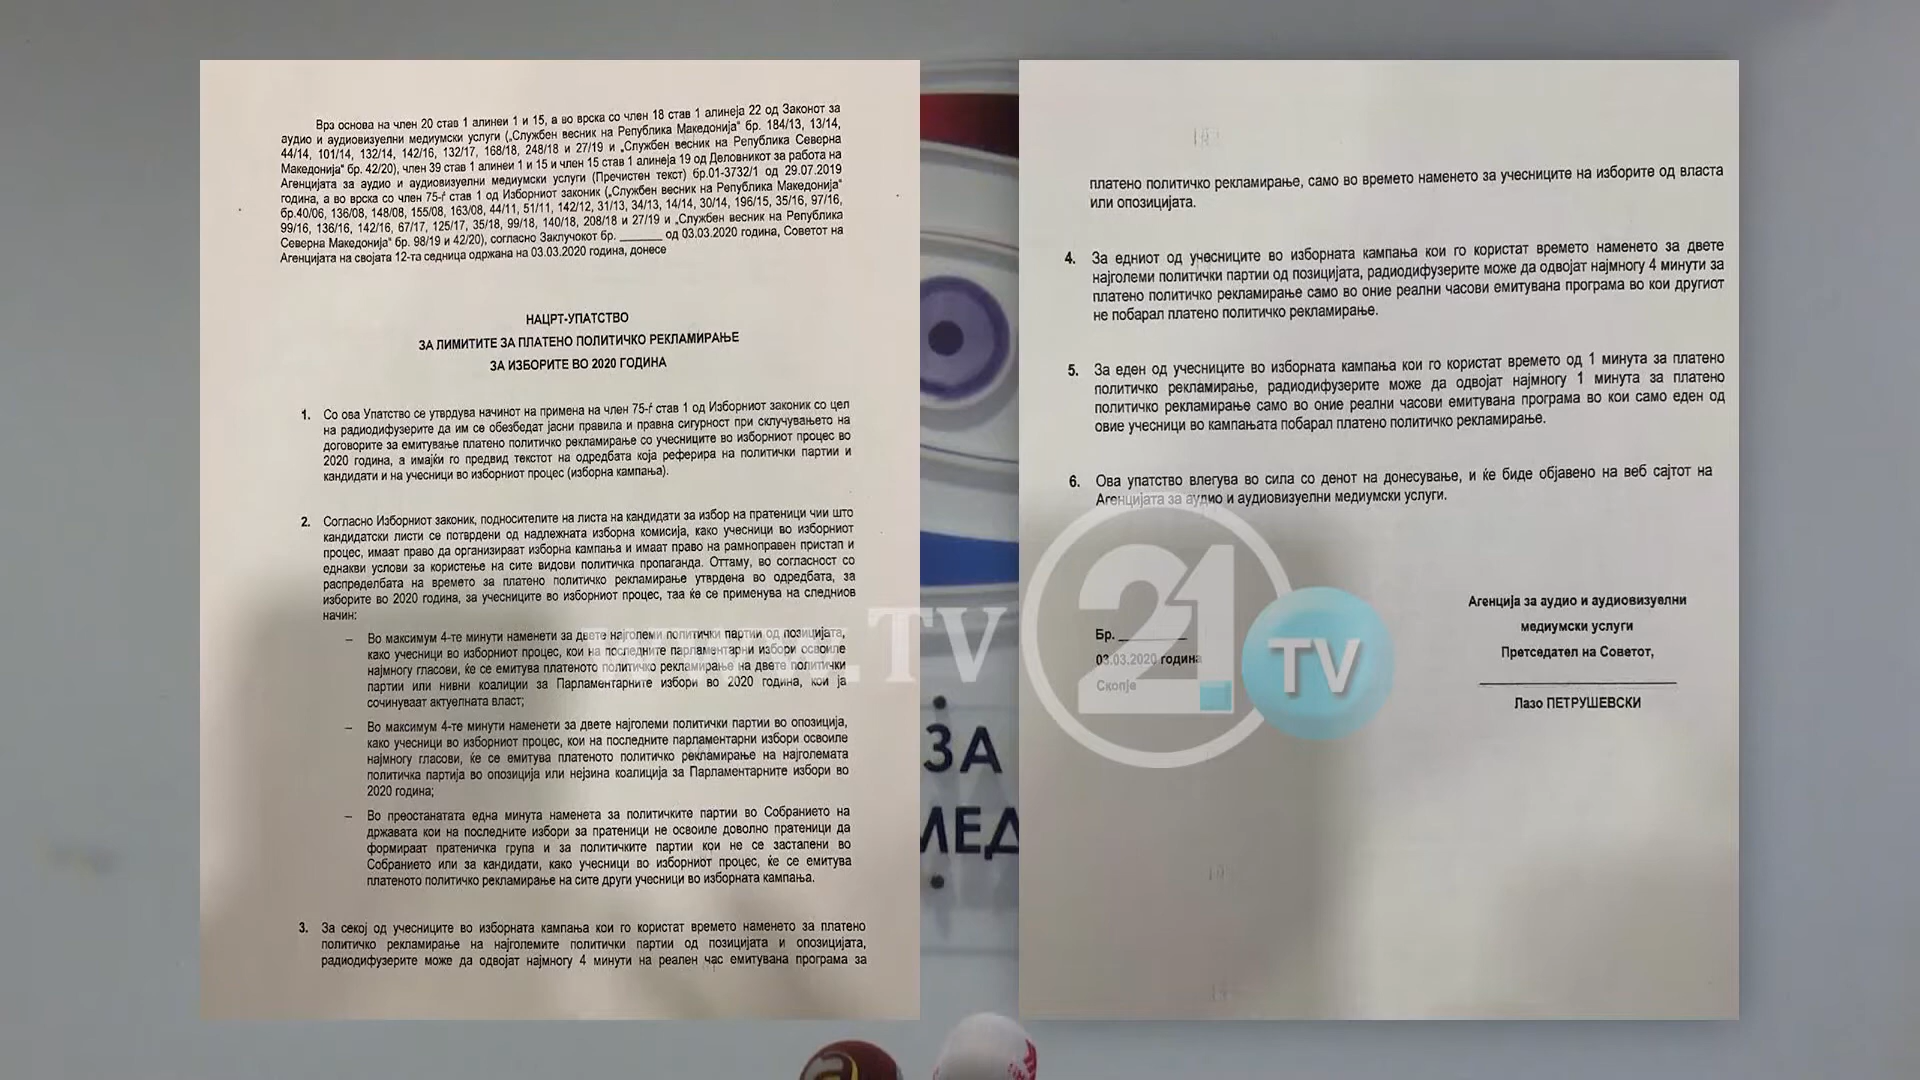 Врз основа на член 20 став 1 алинеи 1 и 15, а во врска со член 18 став 1 алинеја 22 од Законот за
аудио и аудиовизуелни медиумски услуги („Службен весник на Република Македонија“ бр. 184/13, 13/14,
44/14, 101/14, 132/14, 142/16, 132/17, 168/18, 248/18 и 27/19 и „Службен весник на Република Северна
Македонија“ бр. 42/20), член 39 став 1 алинеи 1 и 15 и член 15 став 1 алинеја 19 од Деловникот за работа на
Агенцијата за аудио и аудиовизуелни медиумски услуги (Пречистен текст) бр.01-3732/1 од 29.07.2019
година, а во врска со член 75-ѓ став 1 од Изборниот законик („Службен весник на Република Македонија“
бр.40/06, 136/08, 148/08, 155/08, 163/08, 44/11, 51/11, 142/12, 31/13, 34/13, 14/14, 30/14, 196/15, 35/16, 97/16,
99/16, 136/16, 142/16, 67/17, 125/17, 35/18, 99/18, 140/18, 208/18 и 27/19 и „Службен весник на Република
Северна Македонија“ бр. 98/19 и 42/20), согласно Заклучокот бр. _______ од 03.03.2020 година, Советот на
Агенцијата на својата 12-та седница одржана на 03.03.2020 година, донесе
НАЦРТ-УПАТСТВО
ЗА ЛИМИТИТЕ ЗА ПЛАТЕНО ПОЛИТИЧКО РЕКЛАМИРАЊЕ
ЗА ИЗБОРИТЕ ВО 2020 ГОДИНА
1. Со ова Упатство се утврдува начинот на примена на член 75-ѓ став 1 од Изборниот законик со цел
на радиодифузерите да им се обезбедат јасни правила и правна сигурност при склучувањето на
договорите за емитување платено политичко рекламирање со учесниците во изборниот процес во
2020 година, а имајќи го предвид текстот на одредбата која реферира на политички партии и
кандидати и на учесници во изборниот процес (изборна кампања).
2. Согласно Изборниот законик, подносителите на листа на кандидати за избор на пратеници чии што
кандидатски листи се потврдени од надлежната изборна комисија, како учесници во изборниот
процес, имаат право да организираат изборна кампања и имаат право на рамноправен пристап и
еднакви услови за користење на сите видови политичка пропаганда. Оттаму, во согласност со
распределбата на времето за платено политичко рекламирање утврдена во одредбата, за
изборите во 2020 година, за учесниците во изборниот процес, таа ќе се применува на следниов
начин:
– Во максимум 4-те минути наменети за двете најголеми политички партии од позицијата,
како учесници во изборниот процес, кои на последните парламентарни избори освоиле
најмногу гласови, ќе се емитува платеното политичко рекламирање на двете политички
партии или нивни коалиции за Парламентарните избори во 2020 година, кои ја
сочинуваат актуелната власт;
– Во максимум 4-те минути наменети за двете најголеми политички партии во опозиција,
како учесници во изборниот процес, кои на последните парламентарни избори освоиле
најмногу гласови, ќе се емитува платеното политичко рекламирање на најголемата
политичка партија во опозиција или нејзина коалиција за Парламентарните избори во
2020 година;
– Во преостанатата една минута наменета за политичките партии во Собранието на
државата кои на последните избори за пратеници не освоиле доволно пратеници да
формираат пратеничка група и за политичките партии кои не се застапени во
Собранието или за кандидати, како учесници во изборниот процес, ќе се емитува
платеното политичко рекламирање на сите други учесници во изборната кампања.
3. За секој од учесниците во изборната кампања кои го користат времето наменето за платено
политичко рекламирање на најголемите политички партии од позицијата и опозицијата,
радиодифузерите може да одвојат најмногу 4 минути на реален час емитувана програма за
платено политичко рекламирање, само во времето наменето за учесниците на изборите од власта
или опозицијата.
4. За едниот од учесниците во изборната кампања кои го користат времето наменето за двете
најголеми политички партии од позицијата, радиодифузерите може да одвојат најмногу 4 минути за
платено политичко рекламирање само во оние реални часови емитувана програма во кои другиот
не побарал платено политичко рекламирање.
5. За еден од учесниците во изборната кампања кои го користат времето од 1 минута за платено
политичко рекламирање, радиодифузерите може да одвојат најмногу 1 минута за платено
политичко рекламирање само во оние реални часови емитувана програма во кои само еден од
овие учесници во кампањата побарал платено политичко рекламирање.
6. Ова упатство влегува во сила со денот на донесување, и ќе биде објавено на веб сајтот на
Агенцијата за аудио и аудиовизуелни медиумски услуги.
Агенција за аудио и аудиовизуелни
медиумски услуги
Претседател на Советот,
Лазо ПЕТРУШЕВСКИ
Бр. _______
03.03.2020 година
Скопје
TV
21
TV
ЗА
МЕД